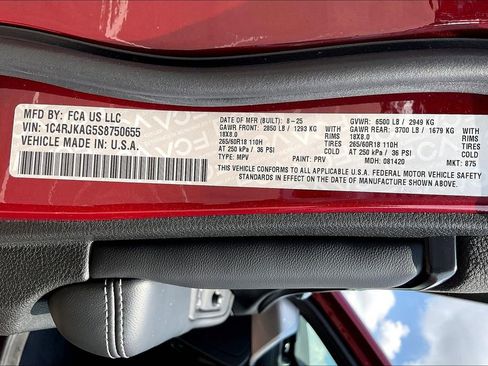 MFD BY: FCA US LLC
VIN: 1C4RJKAG5S8750655
VEHICLE MADE IN: U.S.A.
DATE OF MFR(BUILT): 8-25 GVWR: 6500 LB / 2949 KG
GAWR FRONT: 2850 LB / 1293 KG WITH GAWR REAR: 3700 LB / 1679 KG WITH
18X8.0 RIMS 18X8.0 RIMS
265/60R18 110H TIRES 265/60R18 110H TIRES
AT 250 kPa / 36 PSI AT 250 kPa / 36 PSI
TYPE: MPV PAINT: PRV MDH: 081420 MKT: 875
THIS VEHICLE CONFORMS TO ALL APPLICABLE U.S.A. FEDERAL MOTOR VEHICLE SAFETY
STANDARDS IN EFFECT ON THE DATE OF MANUFACTURE SHOWN ABOVE.